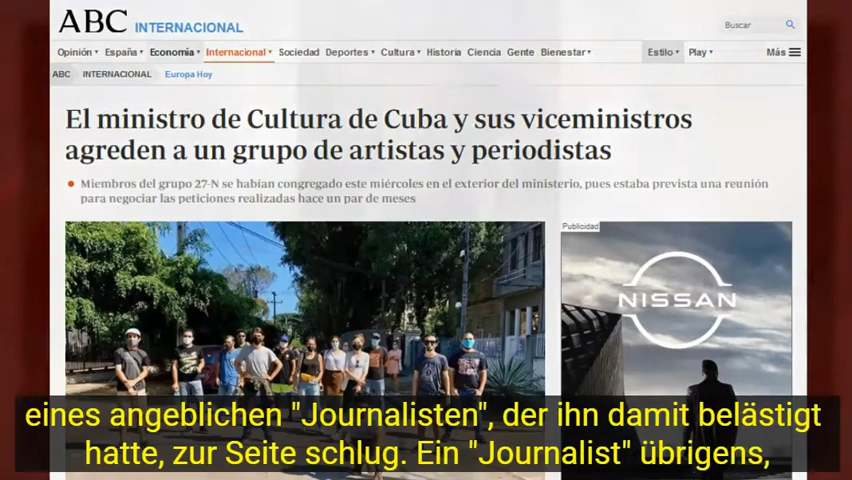 ABC INTERNACIONAL
Buscar
Opinión España Economía Internacional Sociedad Deportes Cultura Historia Ciencia Gente Bienestar Estilo Play Más
ABC INTERNACIONAL Europa Hoy
El ministro de Cultura de Cuba y sus viceministros
agreden a un grupo de artistas y periodistas
Miembros del grupo 27-N se habían congregado este miércoles en el exterior del ministerio, pues estaba prevista una reunión
para negociar las peticiones realizadas hace un par de meses
Publicidad
NISSAN
eines angeblichen "Journalisten", der ihn damit belästigt
hatte, zur Seite schlug. Ein "Journalist" übrigens,